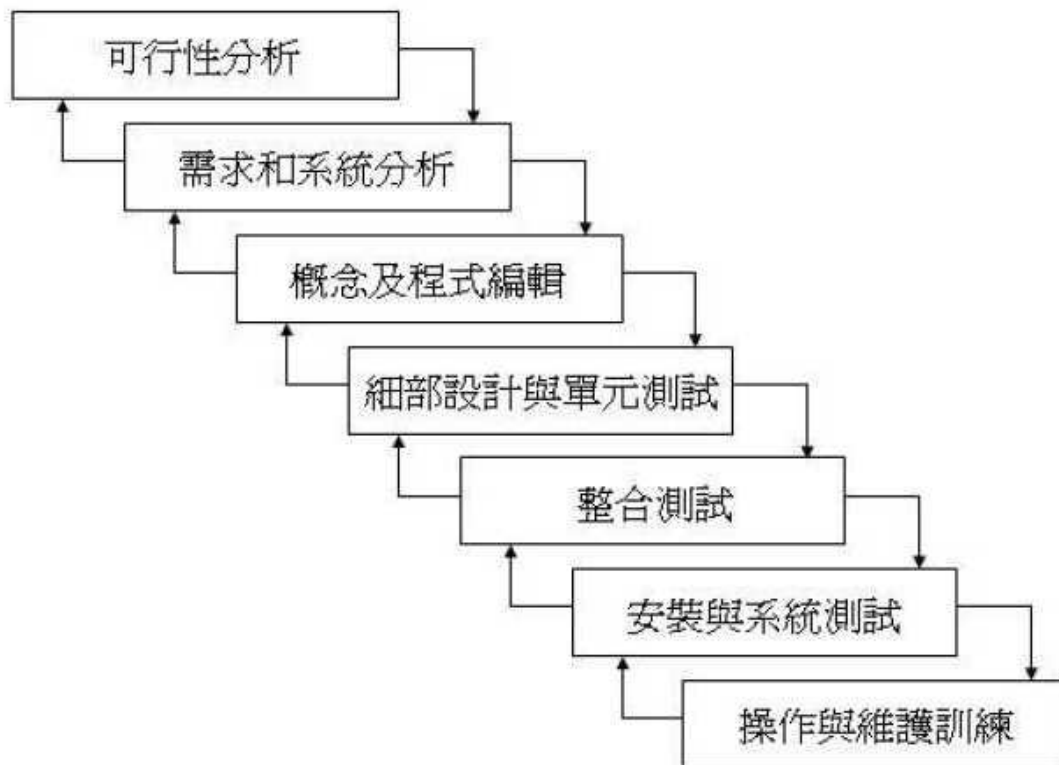 可行性分析
需求和系統分析
概念及程式編輯
細部設計與單元測試
整合測試
安裝與系統測試
操作與維護訓練